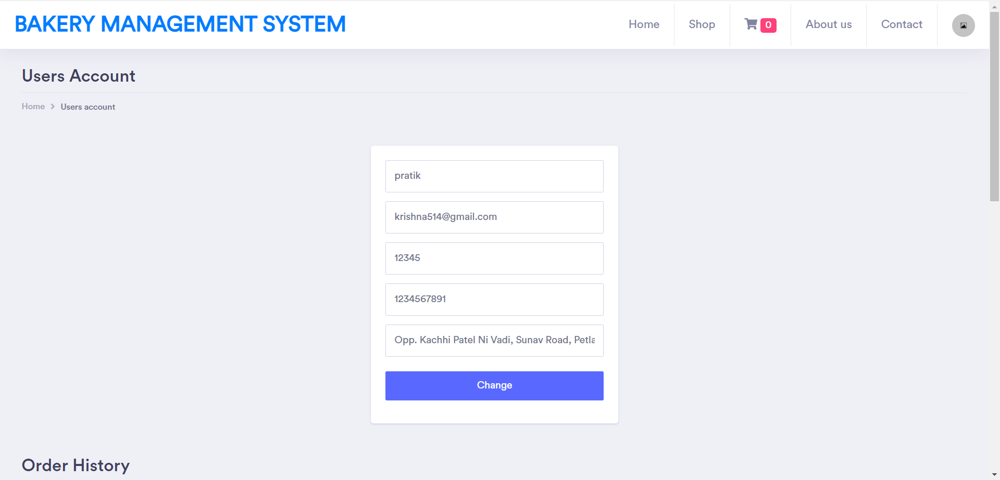 BAKERY MANAGEMENT SYSTEM
Home
Shop
0
About us
Contact
Users Account
Home
Users account
pratik
krishna514@gmail.com
12345
1234567891
Opp. Kachhi Patel Ni Vadi, Sunav Road, Petla
Change
Order History